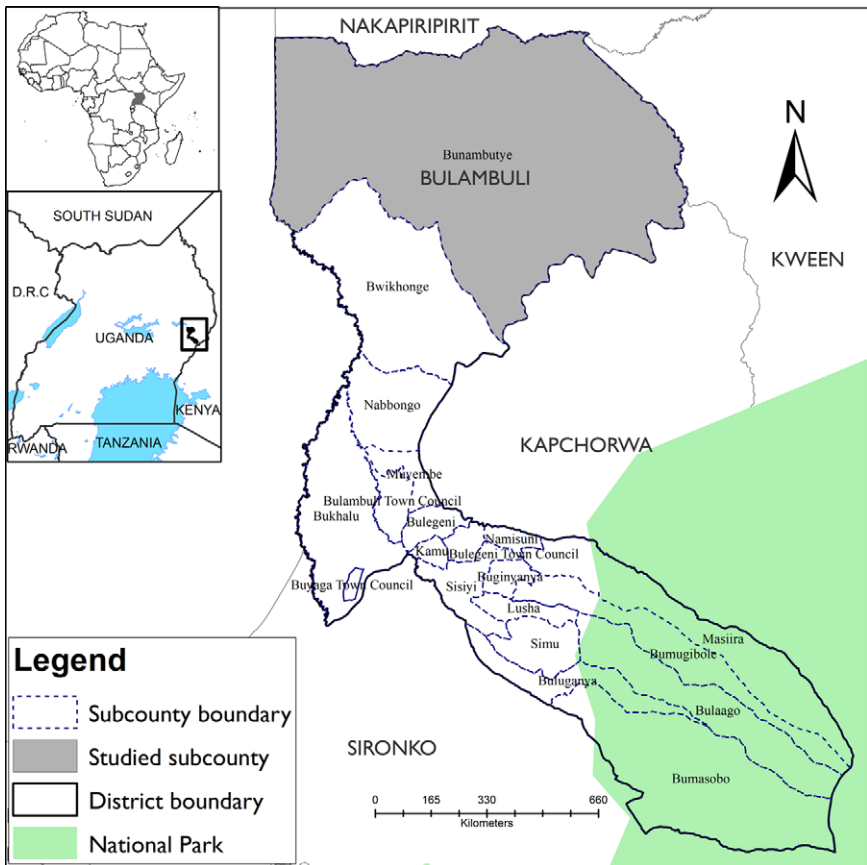 NAKAPIRIPIRIT
N
Bunambutye
BULAMBULI
KWEEN
SOUTH SUDAN
D.R.C
UGANDA
KENYA
RWANDA
TANZANIA
Bwikhonge
Nabbongo
KAPCHORWA
Muyembe
Bulambuli Town Council
Bukhalu
Bulegeni
Namisuni
Kamu
Bulegeni Town Council
Buginyanya
Buyaga Town Council
Sisiyi
Lusha
Masiira
Simu
Bumugibole
Buluganya
Bulaago
SIRONKO
Bumasobo
Legend
Subcounty boundary
Studied subcounty
District boundary
National Park
0 165 330 660
Kilometers